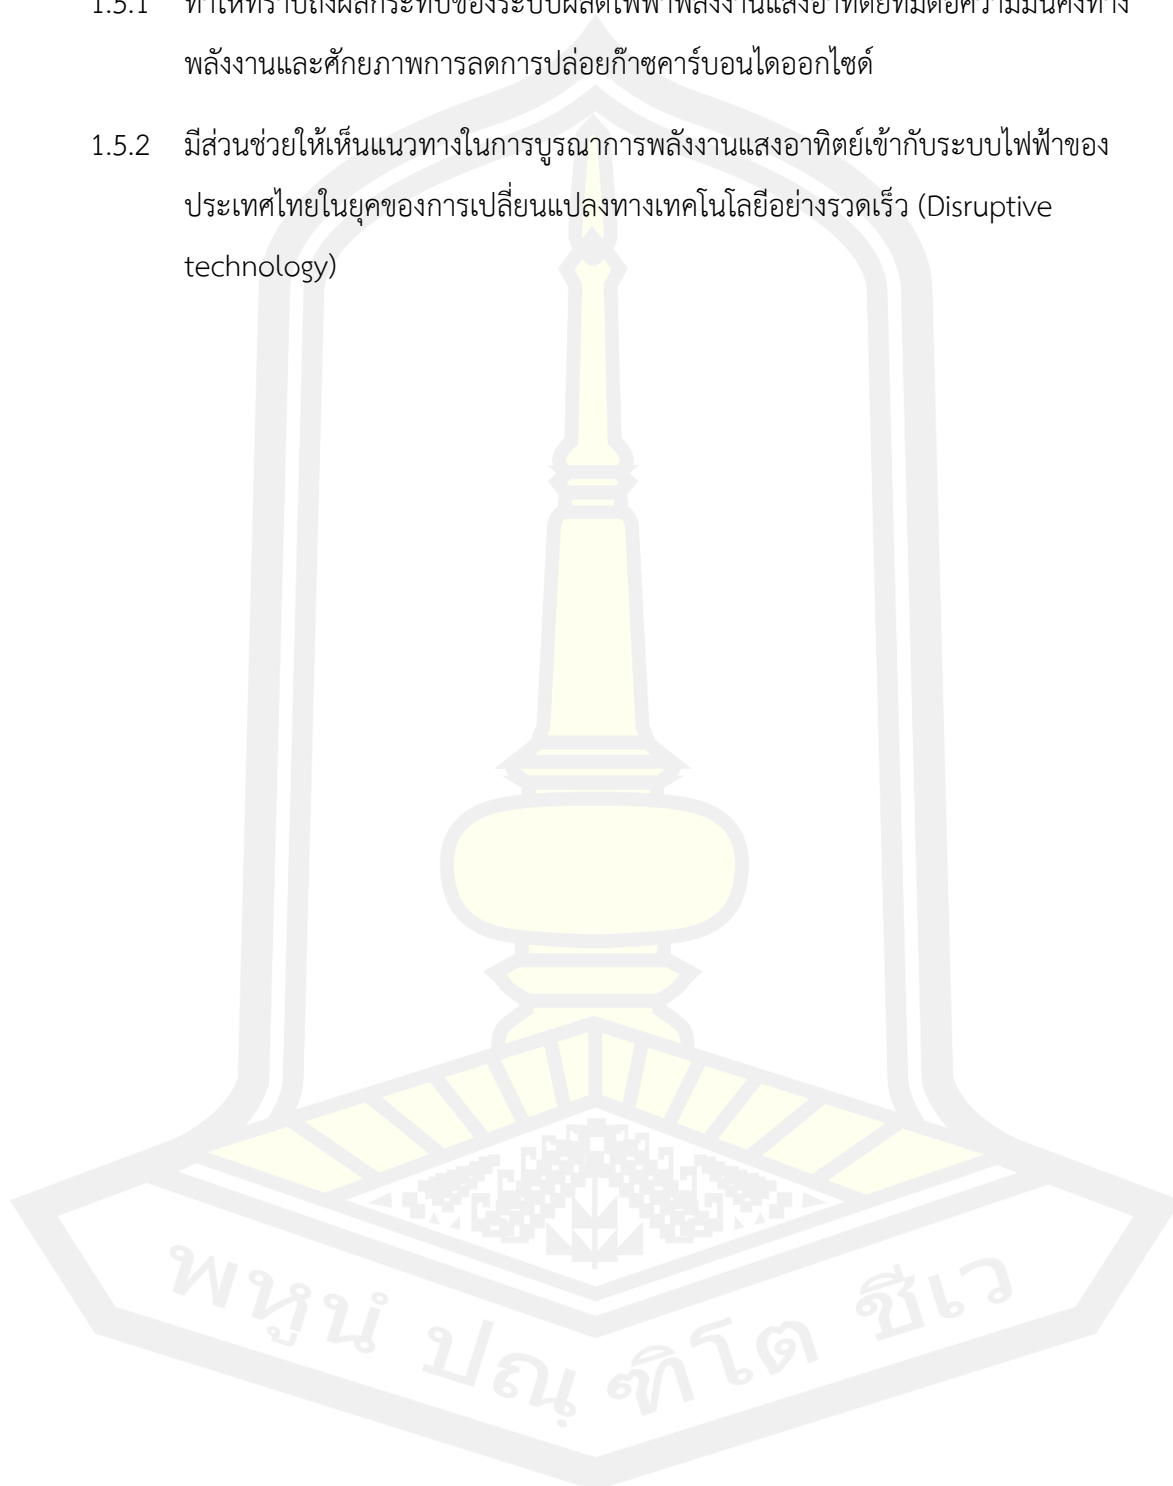 1.5.1 ทำให้ทราบถึงผลกระทบของระบบผลิตไฟฟ้าพลังงานแสงอาทิตย์ที่มีต่อความมั่นคงทาง
พลังงานและศักยภาพการลดการปล่อยก๊าซคาร์บอนไดออกไซด์
1.5.2 มีส่วนช่วยให้เห็นแนวทางในการบูรณาการพลังงานแสงอาทิตย์เข้ากับระบบไฟฟ้าของ
ประเทศไทยในยุคของการเปลี่ยนแปลงทางเทคโนโลยีอย่างรวดเร็ว (Disruptive
technology)
พหูนํ ปณฺฑิโต ชีเว